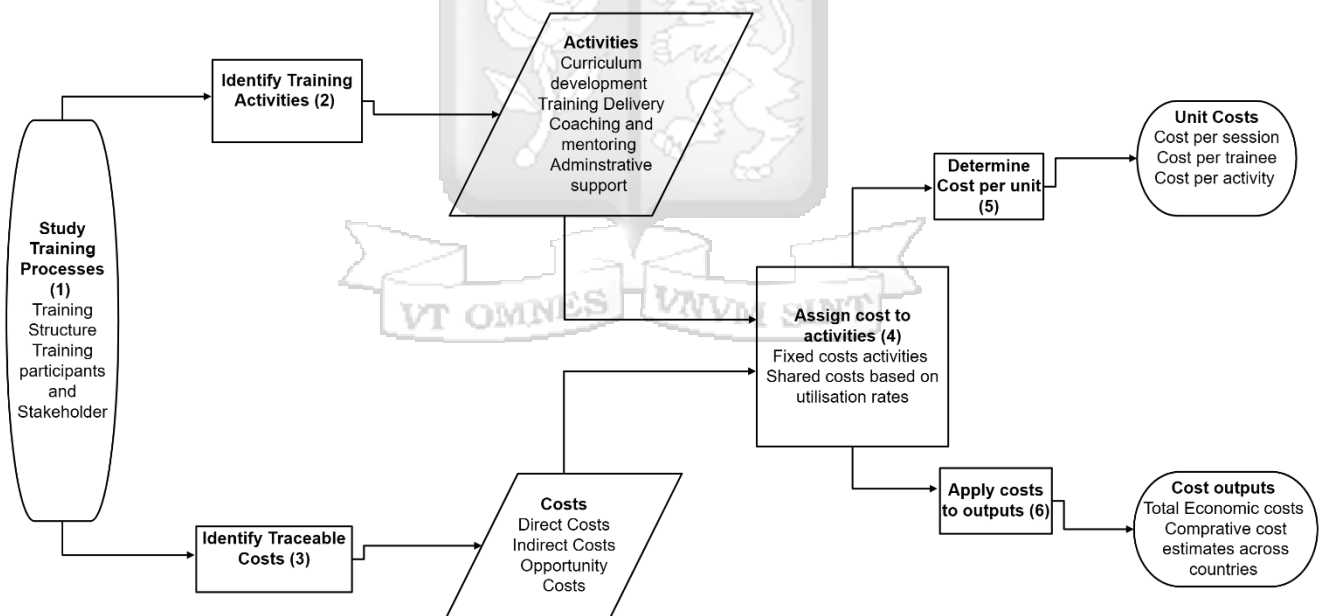 Study
Training
Processes
(1)
Training
Structure
Training
participants
and
Stakeholder
Identify Training
Activities (2)
Activities
Curriculum
development
Training Delivery
Coaching and
mentoring
Adminstrative
support
Identify Traceable
Costs (3)
Costs
Direct Costs
Indirect Costs
Opportunity
Costs
VT OMNES VNVM SINT
Assign cost to
activities (4)
Fixed costs activities
Shared costs based on
utilisation rates
Determine
Cost per unit
(5)
Unit Costs
Cost per session
Cost per trainee
Cost per activity
Apply costs
to outputs (6)
Cost outputs
Total Economic costs
Comprative cost
estimates across
countries